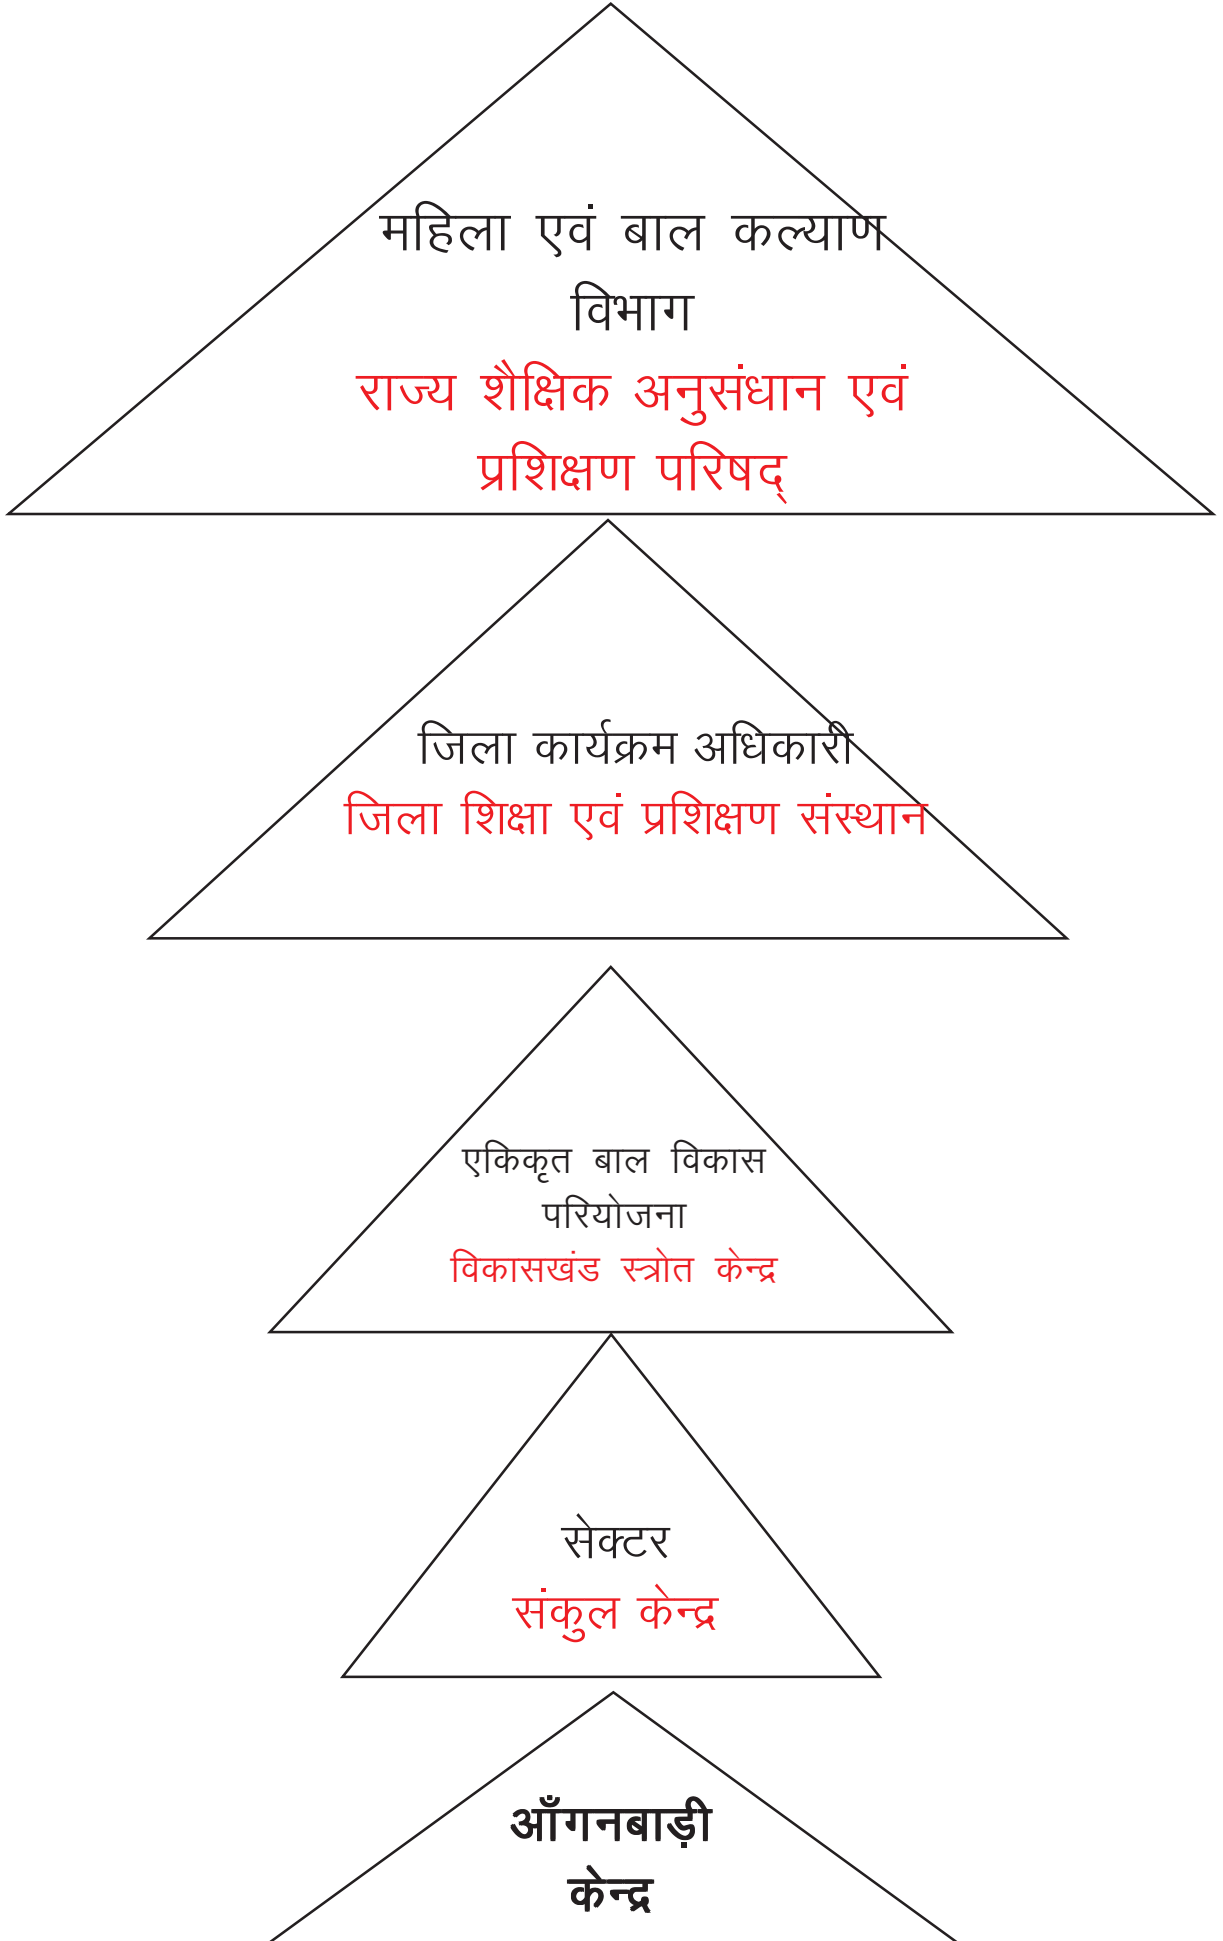 महिला एवं बाल कल्याण
विभाग
राज्य शैक्षिक अनुसंधान एवं
प्रशिक्षण परिषद्
जिला कार्यक्रम अधिकारी
जिला शिक्षा एवं प्रशिक्षण संस्थान
एकिकृत बाल विकास
परियोजना
विकासखंड स्त्रोत केन्द्र
सेक्टर
संकुल केन्द्र
आँगनबाड़ी
केन्द्र